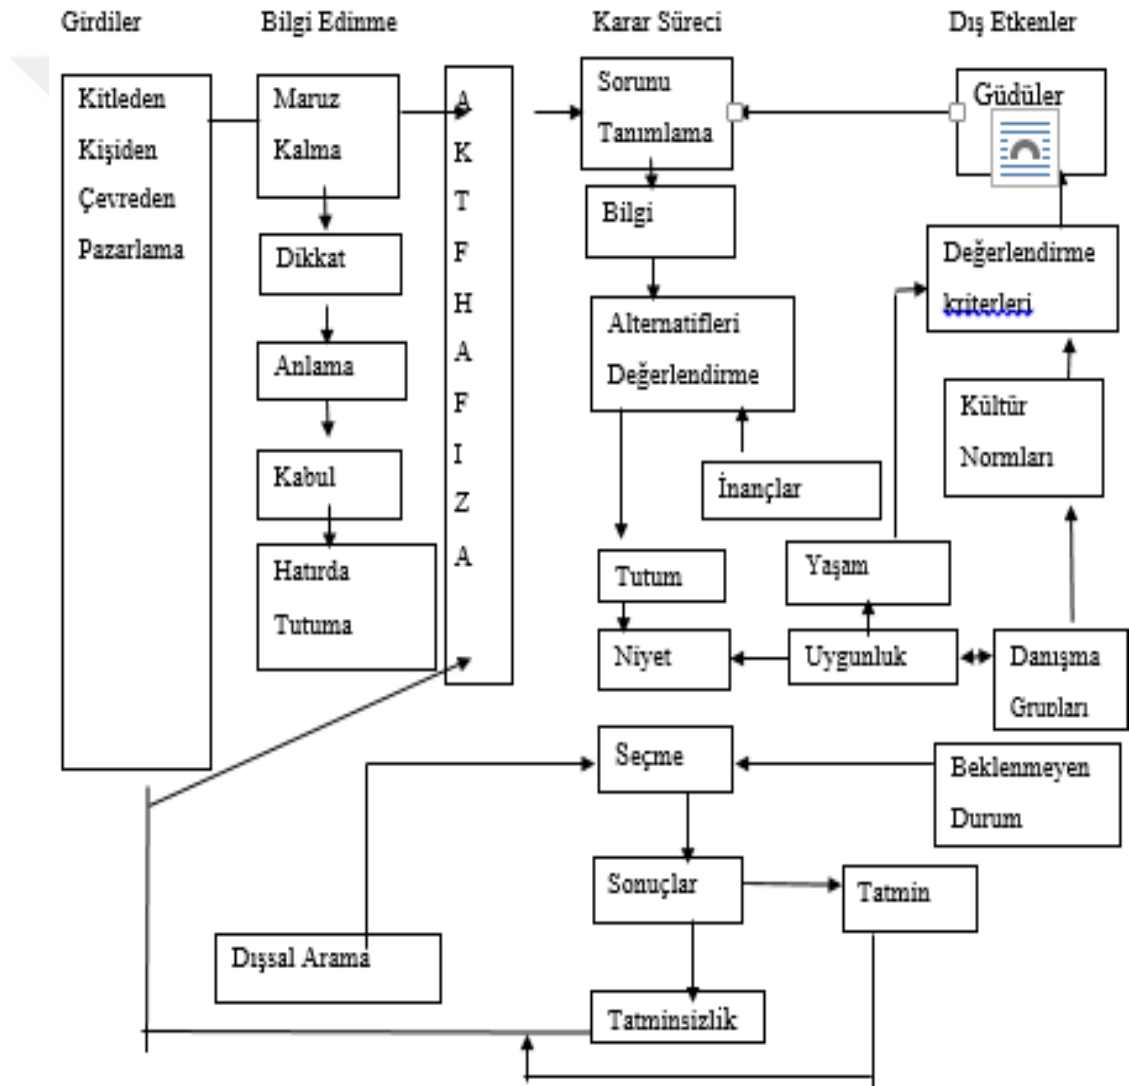 Girdiler
Bilgi Edinme
Karar Süreci
Dış Etkenler
Kitleden
Kişiden
Çevreden
Pazarlama
Maruz
Kalma
Dikkat
Anlama
Kabul
Hatırda
Tutuma
A
K
T
F
H
A
F
I
Z
A
Sorunu
Tanımlama
Bilgi
Alternatifleri
Değerlendirme
İnançlar
Tutum
Niyet
Seçme
Sonuçlar
Tatminsizlik
Dışsal Arama
Güdüler
Değerlendirme
kriterleri
Kültür
Normları
Yaşam
Uygunluk
Danışma
Grupları
Beklenmeyen
Durum
Tatmin